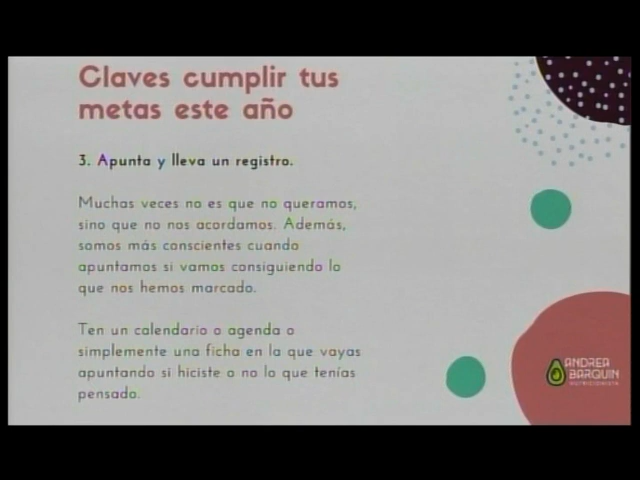 Claves cumplir tus
metas este año
3. Apunta y lleva un registro.
Muchas veces no es que no queramos,
sino que no nos acordamos. Además,
somos más conscientes cuando
apuntamos si vamos consiguiendo lo
que nos hemos marcado.
Ten un calendario o agenda o
simplemente una ficha en la que vayas
apuntando si hiciste o no lo que tenías
pensado.
ANDREA
BARQUIN
NUTRICIONISTA